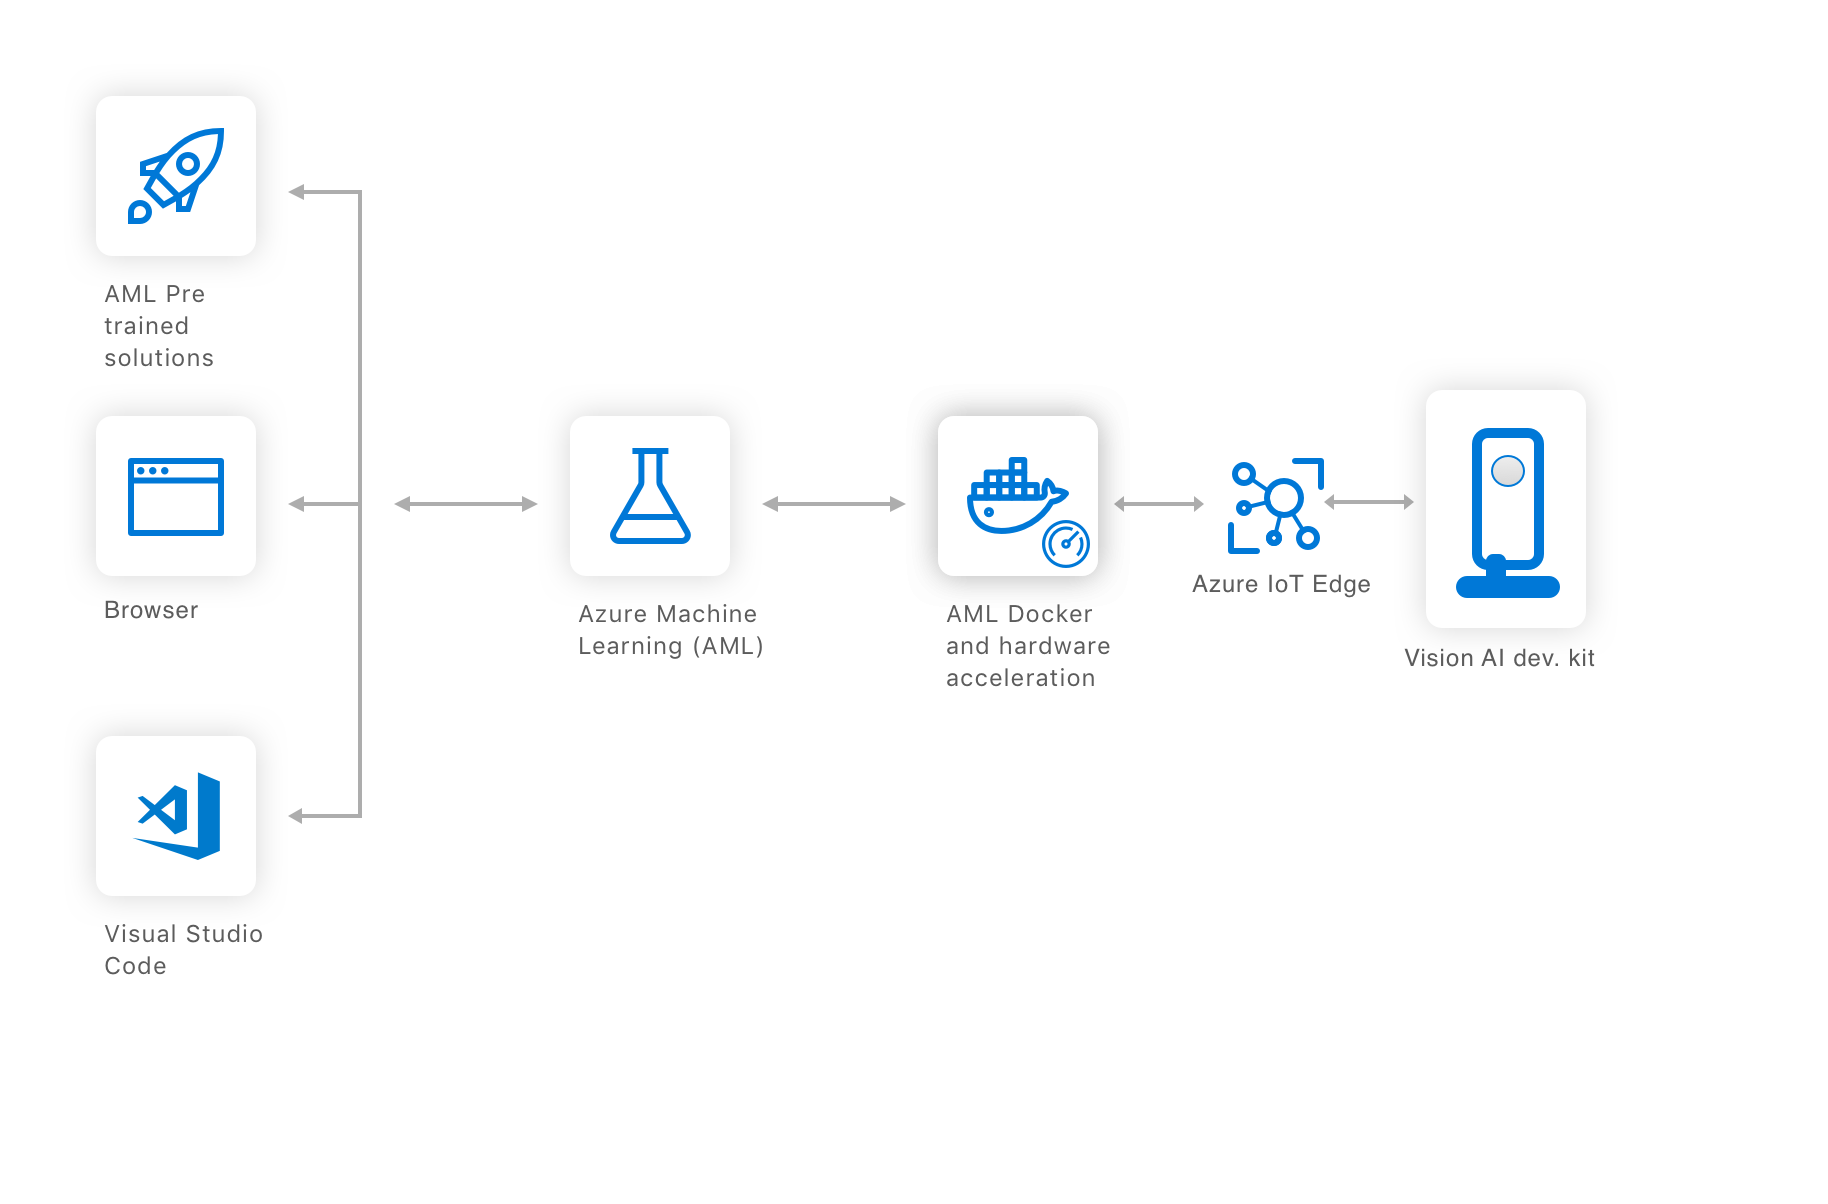 AML Pre
trained
solutions
Browser
Visual Studio
Code
Azure Machine
Learning (AML)
AML Docker
and hardware
acceleration
Azure IoT Edge
Vision AI dev. kit